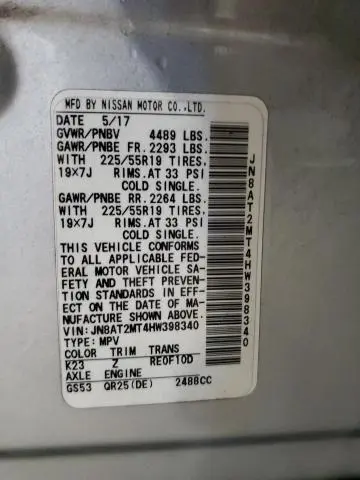 MFD BY NISSAN MOTOR CO.,LTD.
DATE 5/17
GVWR/PNBV 4489 LBS.
GAWR/PNBE FR. 2293 LBS.
WITH 225/55R19 TIRES,
19×7J RIMS.AT 33 PSI
COLD SINGLE.
GAWR/PNBE RR. 2264 LBS.
WITH 225/55R19 TIRES,
19×7J RIMS.AT 33 PSI
COLD SINGLE.
THIS VEHICLE CONFORMS
TO ALL APPLICABLE FED-
ERAL MOTOR VEHICLE SA-
FETY AND THEFT PREVEN-
TION STANDARDS IN EFF-
ECT ON THE DATE OF MA-
NUFACTURE SHOWN ABOVE.
VIN:JN8AT2MT4HW398340
TYPE: MPV
COLOR TRIM TRANS
K23 Z RE0F10D
AXLE ENGINE
GS53 QR25(DE) 2488CC
JN8AT2MT4HW398340